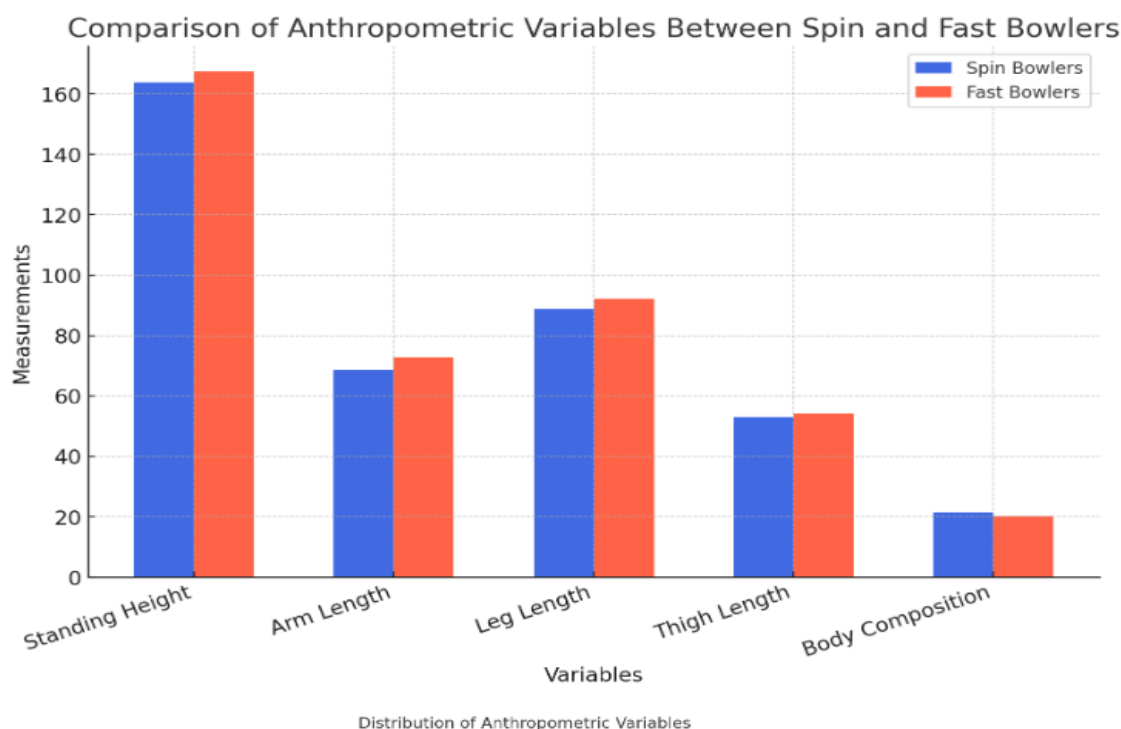 Comparison of Anthropometric Variables Between Spin and Fast Bowlers
Spin Bowlers
Fast Bowlers
160
140
120
100
80
60
40
20
0
Measurements
Standing Height
Arm Length
Leg Length
Thigh Length
Body Composition
Variables
Distribution of Anthropometric Variables